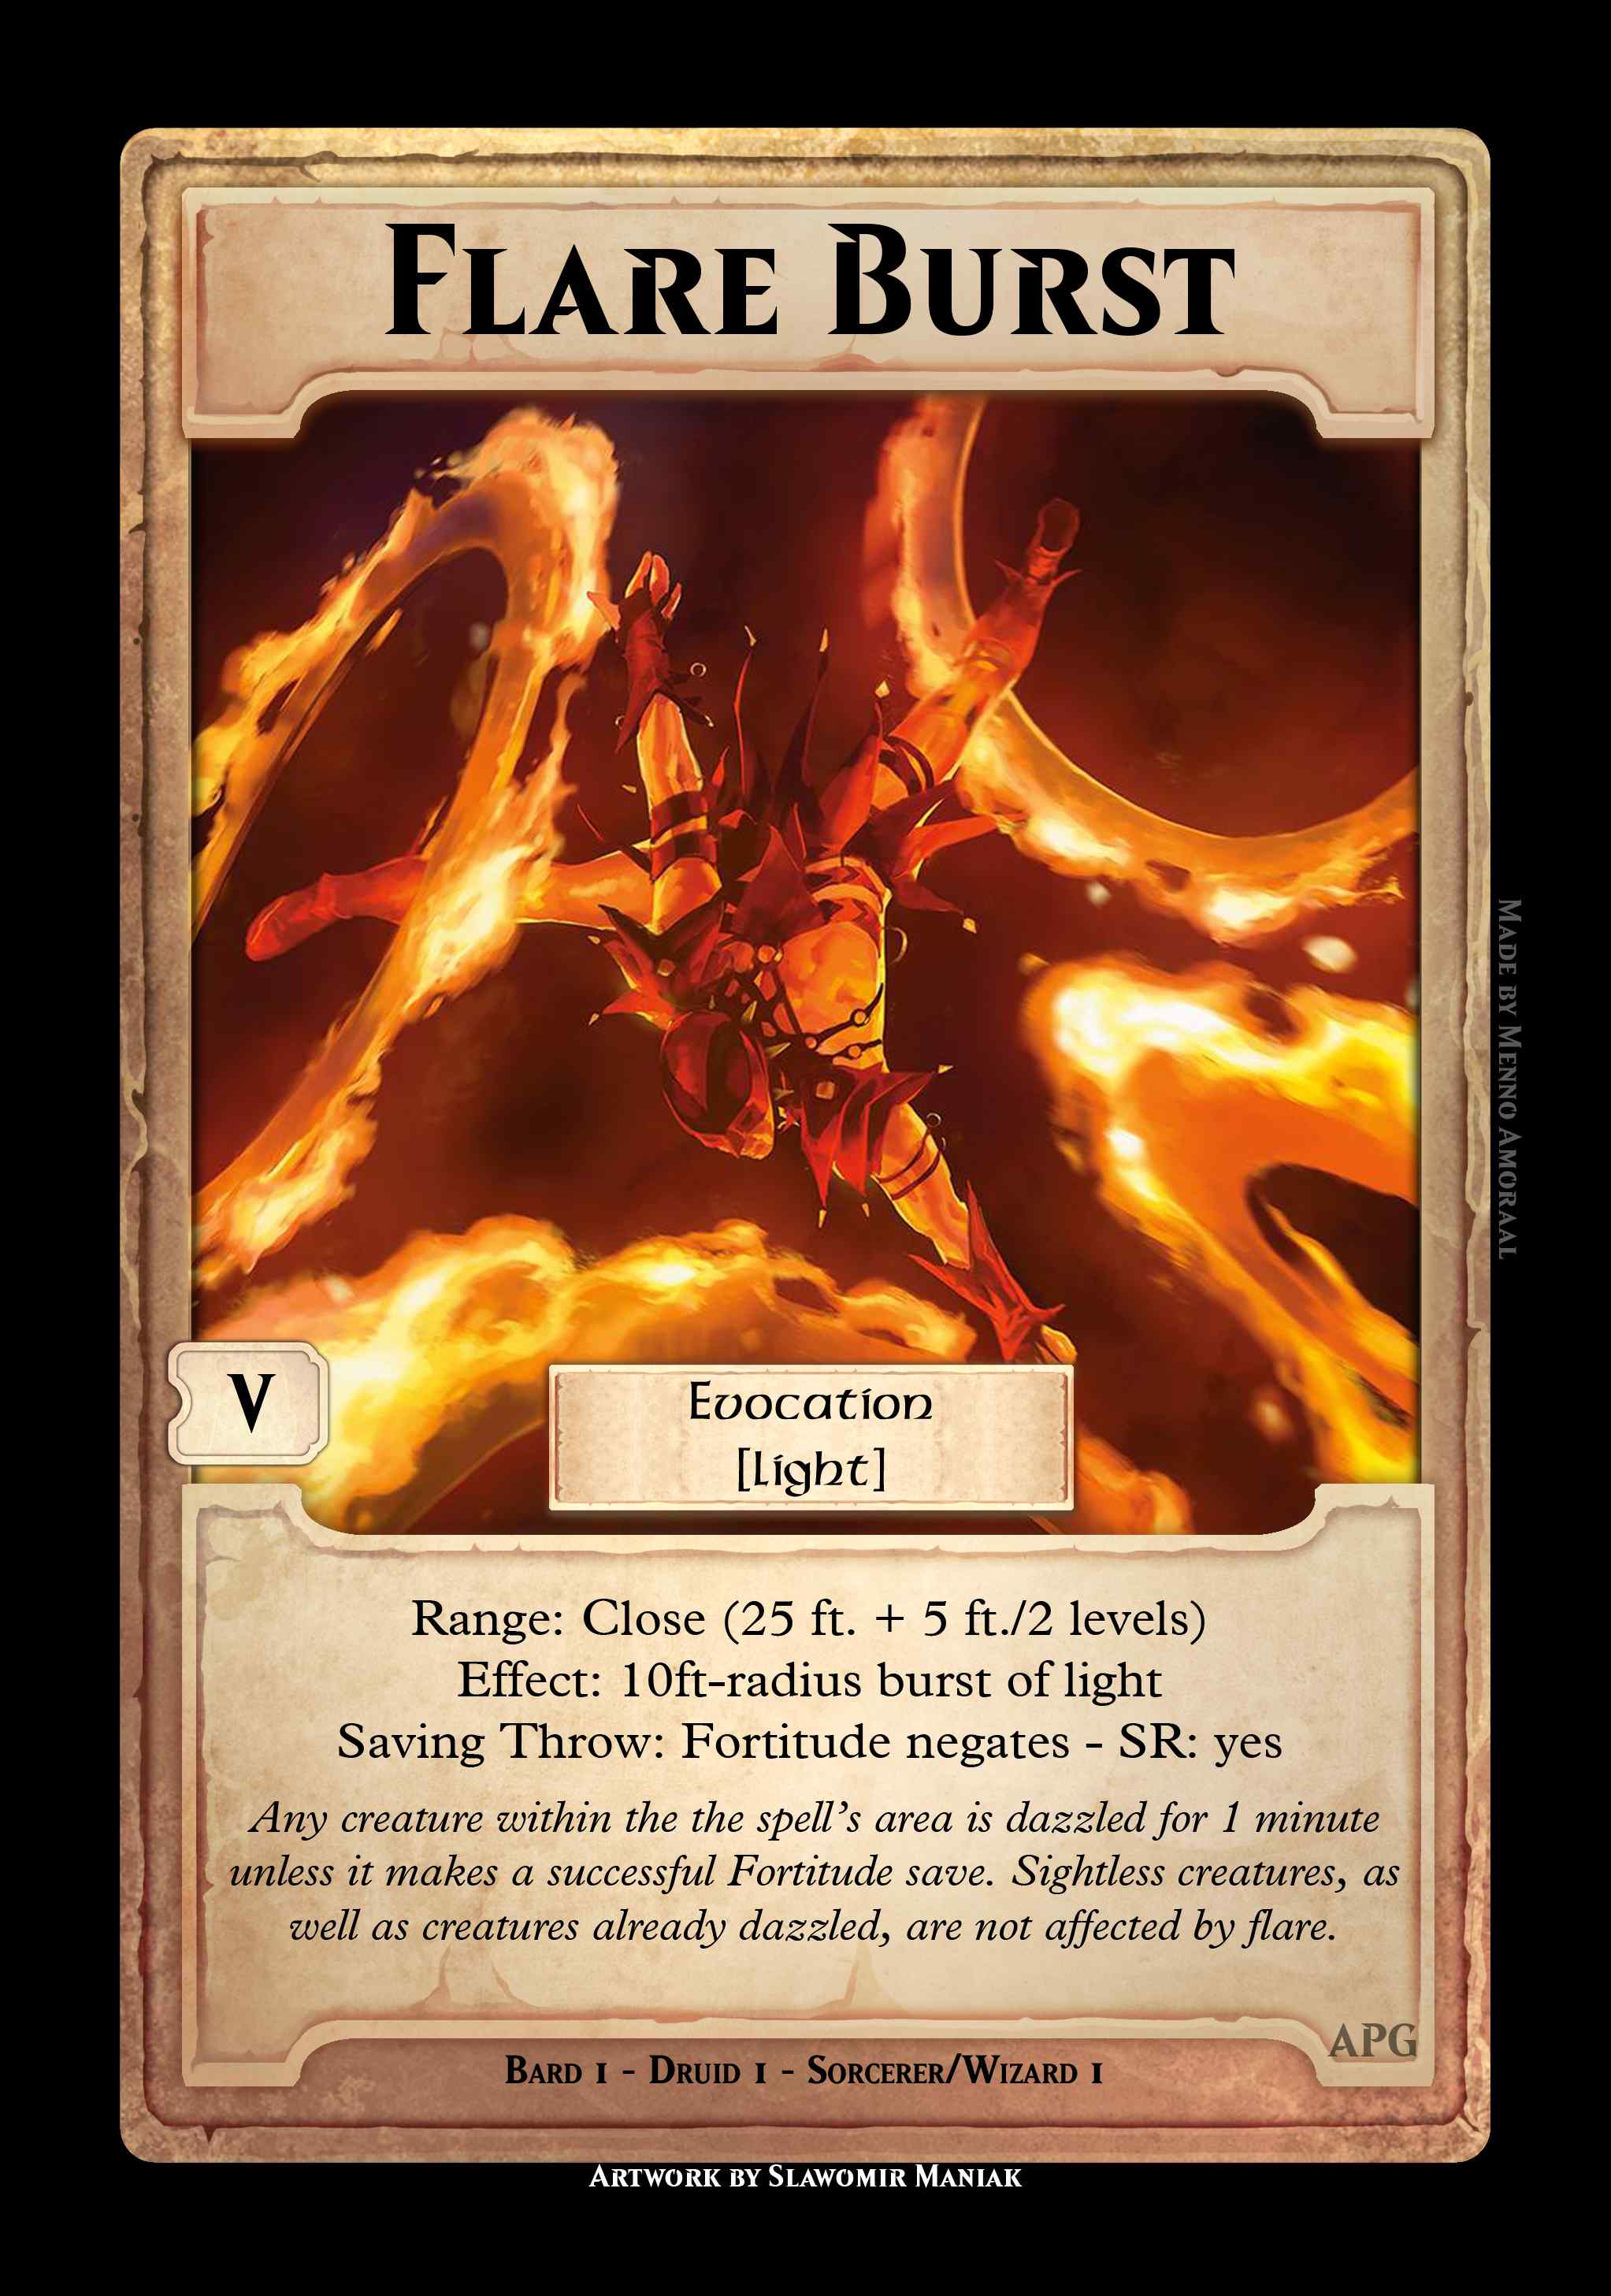 Flare Burst
V
Evocation
[Light]
Range: Close (25 ft. + 5 ft./2 levels)
Effect: 10ft-radius burst of light
Saving Throw: Fortitude negates - SR: yes
Any creature within the the spell's area is dazzled for 1 minute
unless it makes a successful Fortitude save. Sightless creatures, as
well as creatures already dazzled, are not affected by flare.
APG
Bard 1 - Druid 1 - Sorcerer/Wizard 1
Artwork by Slawomir Maniak
Made by Menno Amoraal